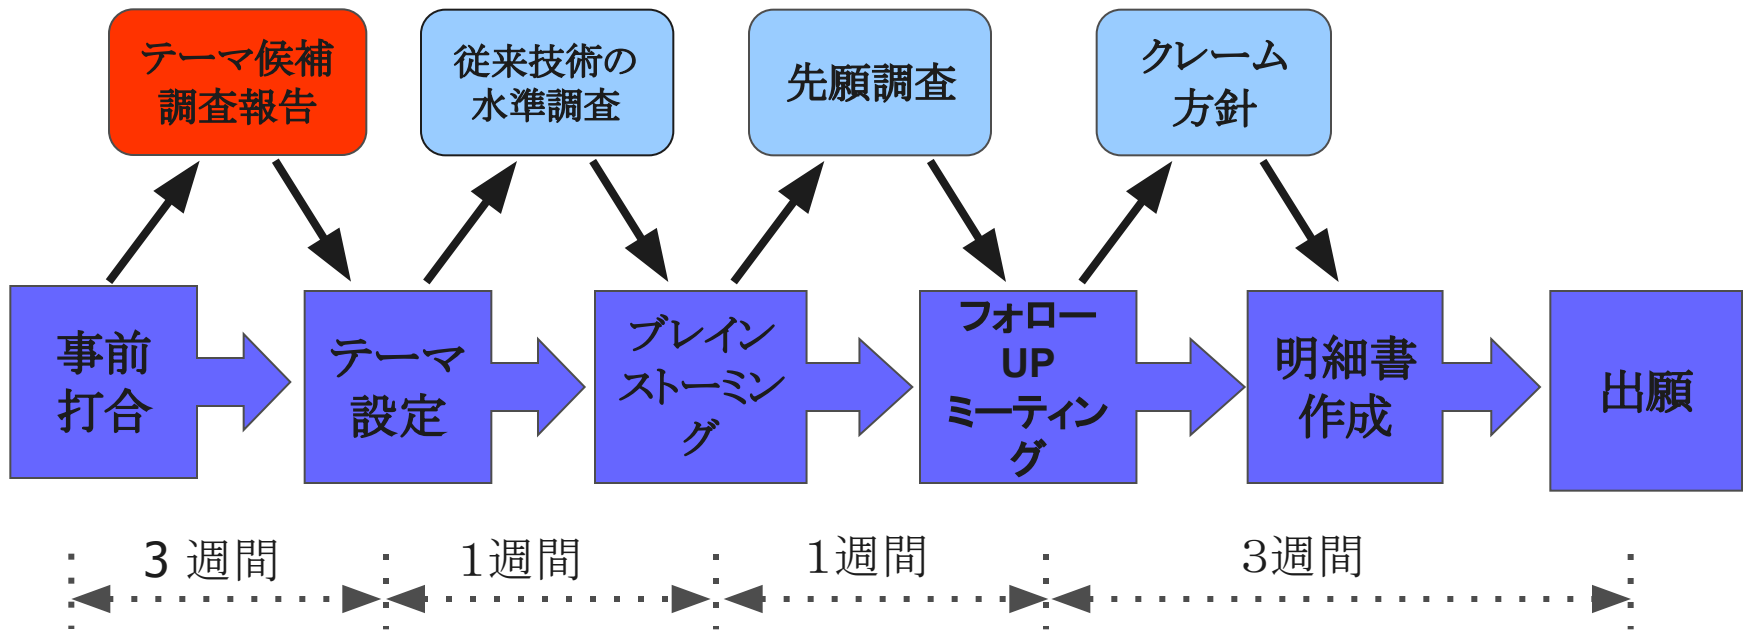 テーマ候補
調査報告
従来技術の
水準調査
先願調査
クレーム
方針
事前
打合
テーマ
設定
ブレイン
ストーミン
グ
フォロー
UP
ミーティン
グ
明細書
作成
出願
3 週間
1週間
1週間
3週間